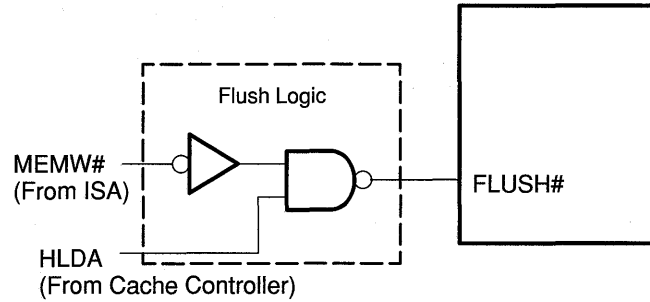 Flush Logic
MEMW#
(From ISA)
FLUSH#
HLDA
(From Cache Controller)